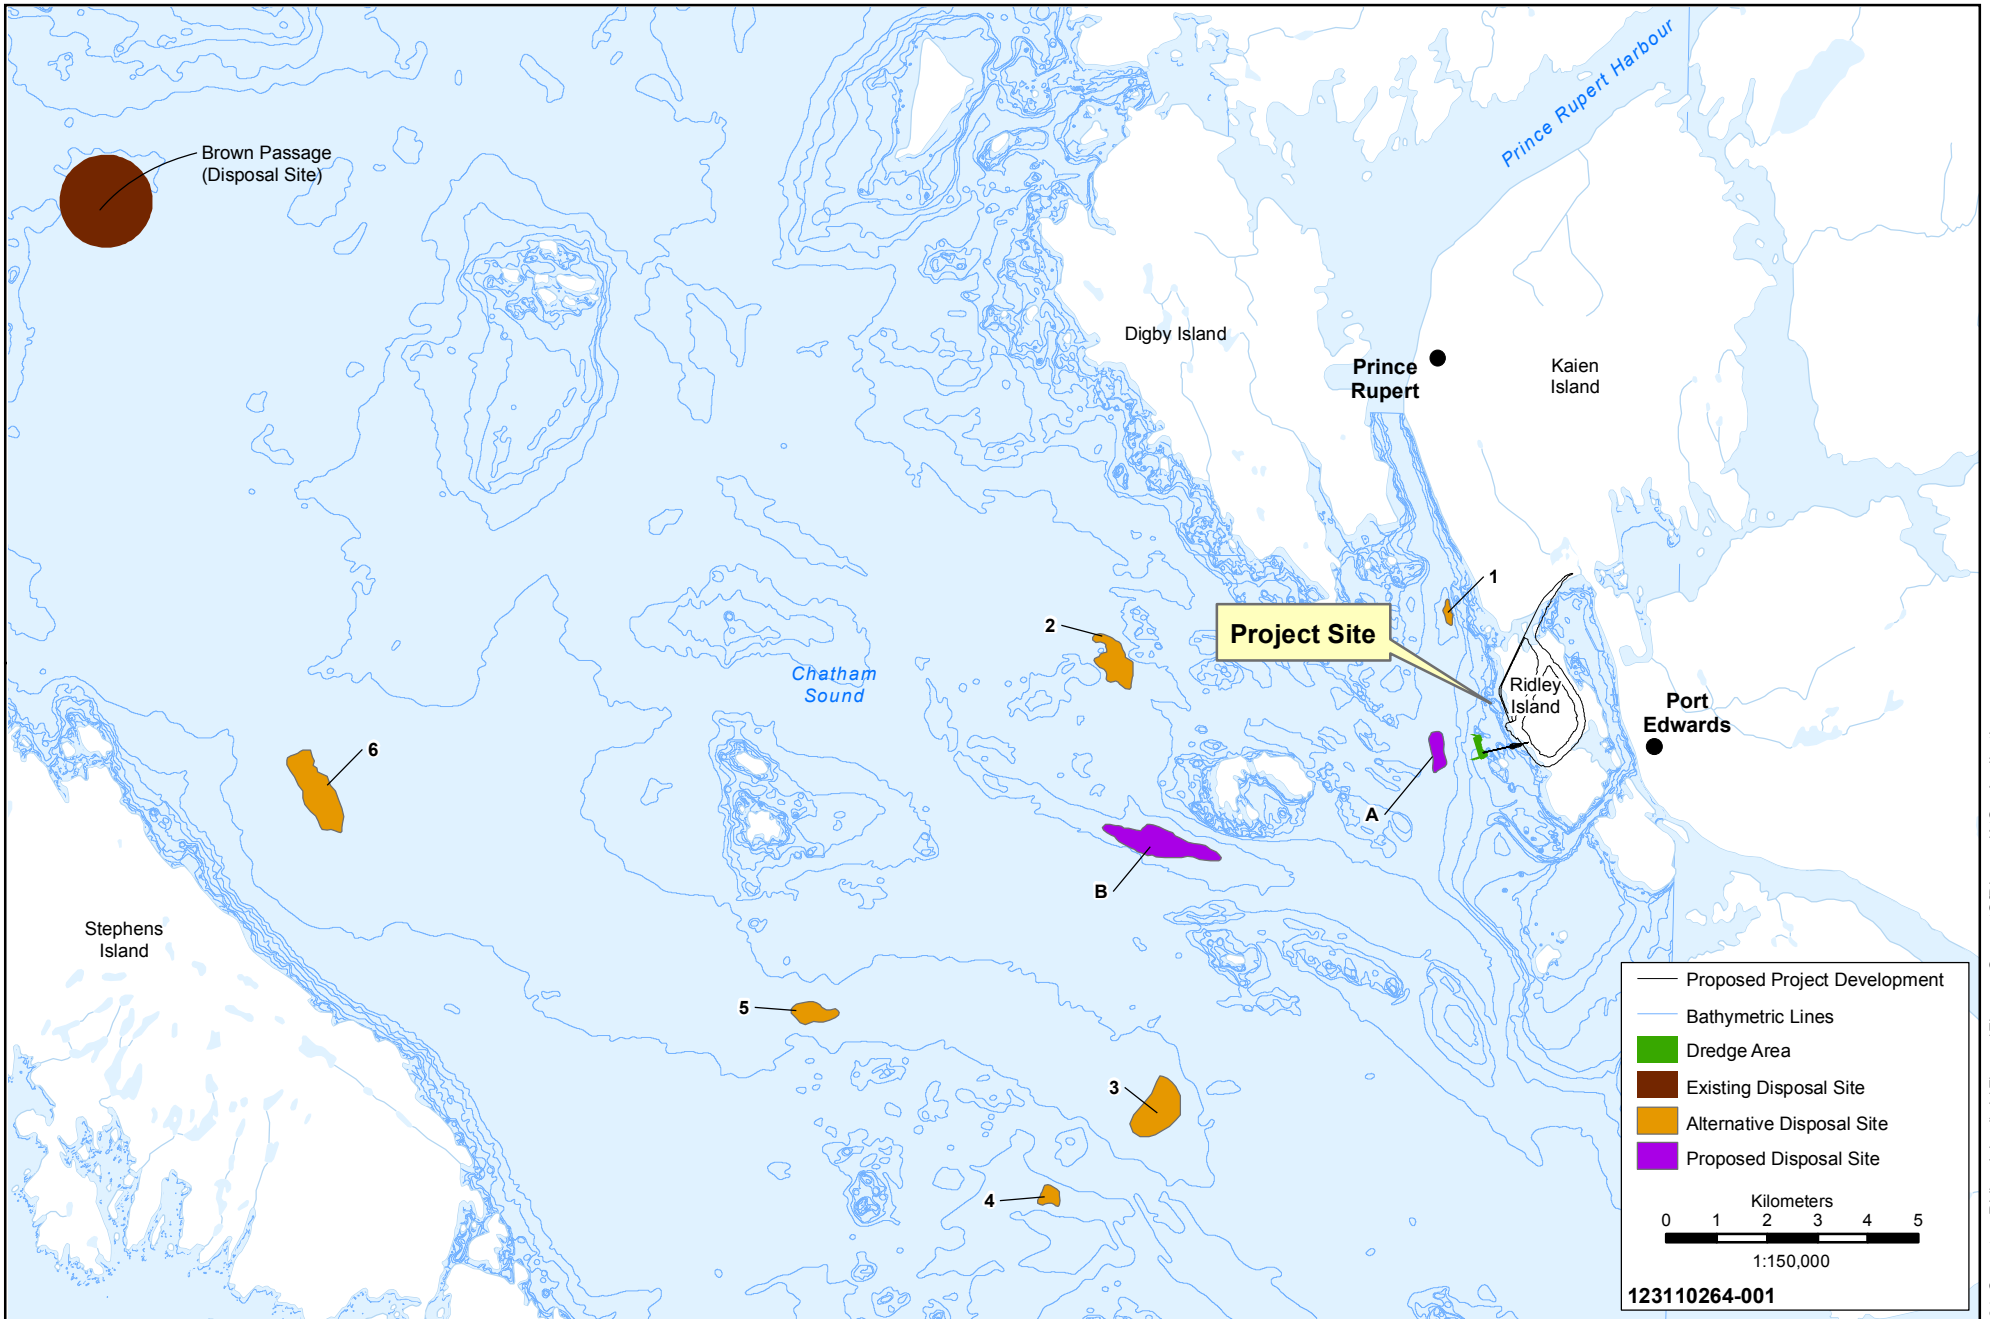 Prince Rupert Harbour
Brown Passage
(Disposal Site)
Digby Island
Prince
Rupert
Kaien
Island
1
2
Project Site
Chatham
Sound
Ridley
Island
Port
Edwards
6
A
B
Stephens
Island
5
3
4
Proposed Project Development
Bathymetric Lines
Dredge Area
Existing Disposal Site
Alternative Disposal Site
Proposed Disposal Site
Kilometers
0 1 2 3 4 5
1:150,000
123110264-001